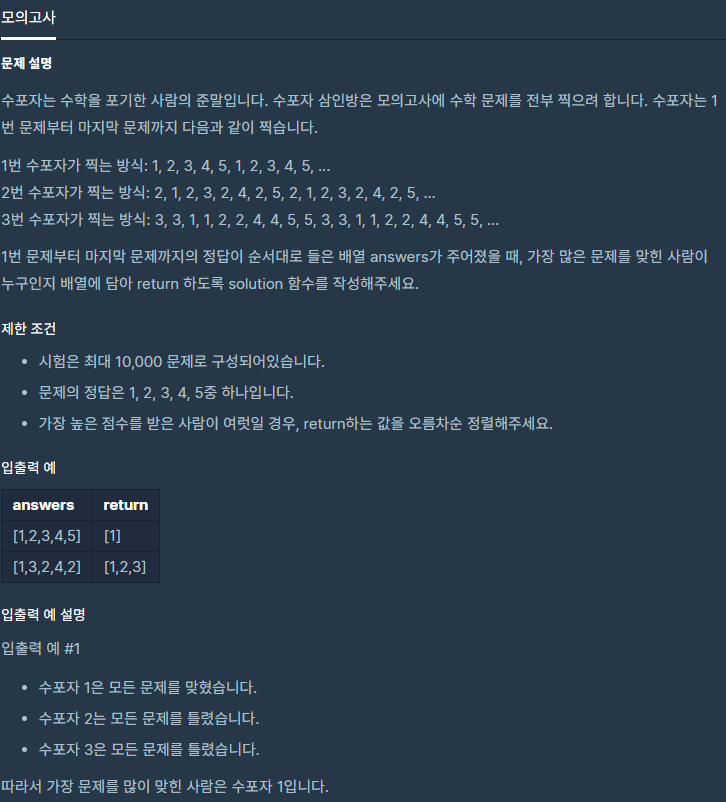 모의고사
문제 설명
수포자는 수학을 포기한 사람의 준말입니다. 수포자 삼인방은 모의고사에 수학 문제를 전부 찍으려 합니다. 수포자는 1
번 문제부터 마지막 문제까지 다음과 같이 찍습니다.
1번 수포자가 찍는 방식: 1, 2, 3, 4, 5, 1, 2, 3, 4, 5, ...
2번 수포자가 찍는 방식: 2, 1, 2, 3, 2, 4, 2, 5, 2, 1, 2, 3, 2, 4, 2, 5, ...
3번 수포자가 찍는 방식: 3, 3, 1, 1, 2, 2, 4, 4, 5, 5, 3, 3, 1, 1, 2, 2, 4, 4, 5, 5, ...
1번 문제부터 마지막 문제까지의 정답이 순서대로 들은 배열 answers가 주어졌을 때, 가장 많은 문제를 맞힌 사람이
누구인지 배열에 담아 return 하도록 solution 함수를 작성해주세요.
제한 조건
• 시험은 최대 10,000 문제로 구성되어있습니다.
• 문제의 정답은 1, 2, 3, 4, 5중 하나입니다.
• 가장 높은 점수를 받은 사람이 여럿일 경우, return하는 값을 오름차순 정렬해주세요.
입출력 예
answers return
[1,2,3,4,5] [1]
[1,3,2,4,2] [1,2,3]
입출력 예 설명
입출력 예 #1
• 수포자 1은 모든 문제를 맞혔습니다.
• 수포자 2는 모든 문제를 틀렸습니다.
• 수포자 3은 모든 문제를 틀렸습니다.
따라서 가장 문제를 많이 맞힌 사람은 수포자 1입니다.